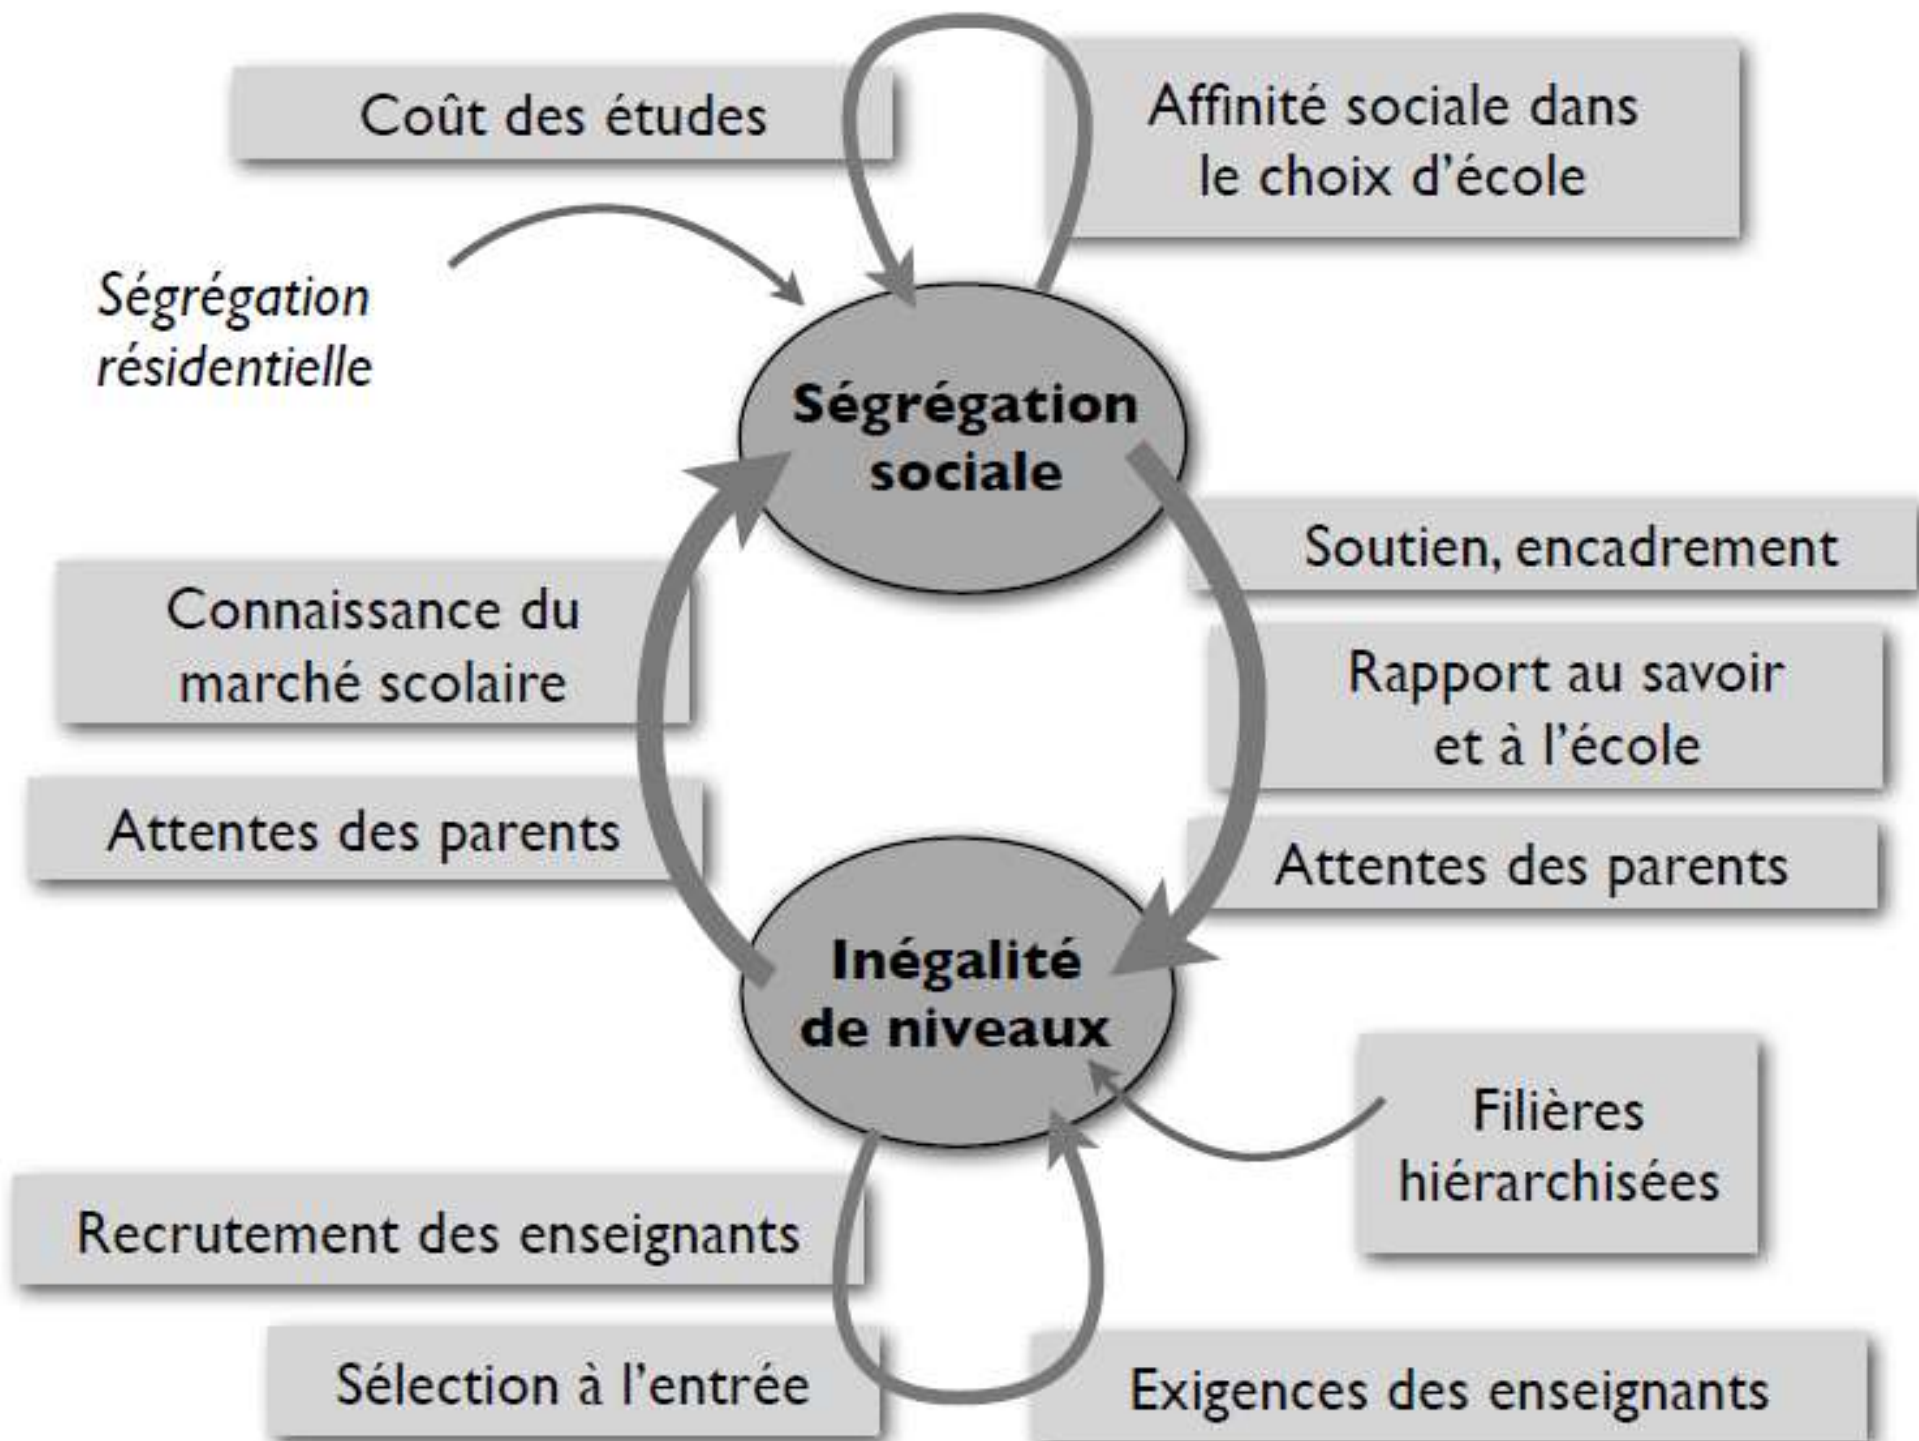 Coût des études
Affinité sociale dans
le choix d’école
Ségrégation
résidentielle
Ségrégation
sociale
Soutien, encadrement
Connaissance du
marché scolaire
Rapport au savoir
et à l’école
Attentes des parents
Attentes des parents
Inégalité
de niveaux
Filières
hiérarchisées
Recrutement des enseignants
Sélection à l’entrée
Exigences des enseignants